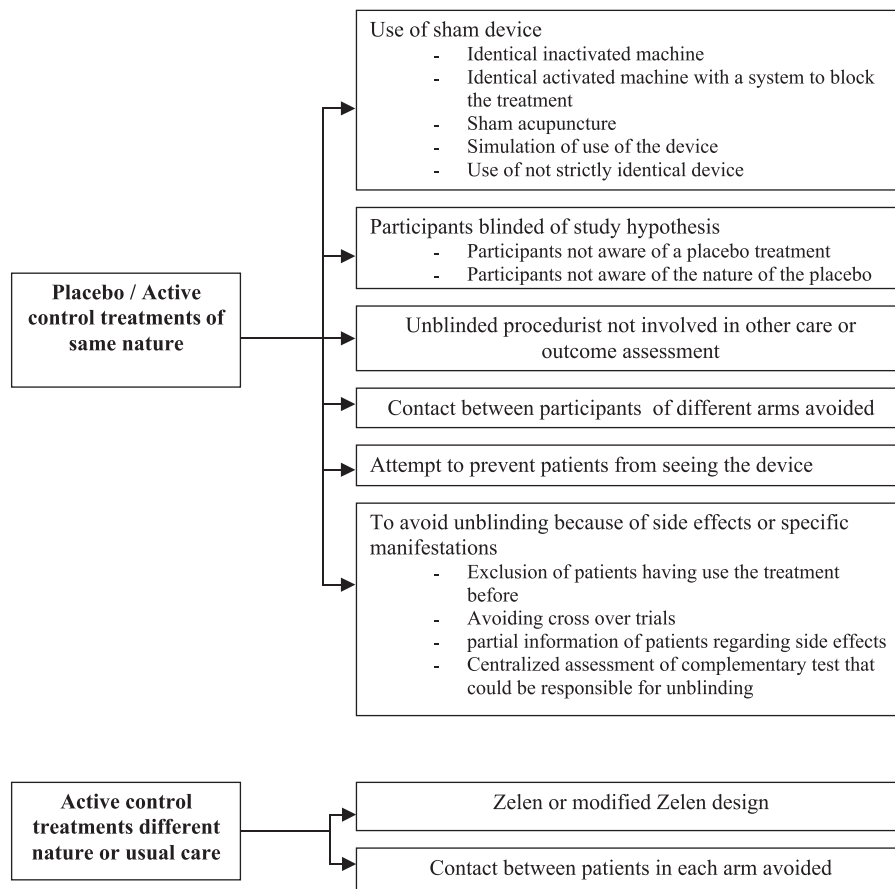 Use of sham device
- Identical inactivated machine
- Identical activated machine with a system to block
the treatment
- Sham acupuncture
- Simulation of use of the device
- Use of not strictly identical device
Participants blinded of study hypothesis
- Participants not aware of a placebo treatment
- Participants not aware of the nature of the placebo
Placebo / Active
control treatments of
same nature
Unblinded procedurist not involved in other care or
outcome assessment
Contact between participants of different arms avoided
Attempt to prevent patients from seeing the device
To avoid unblinding because of side effects or specific
manifestations
- Exclusion of patients having use the treatment
before
- Avoiding cross over trials
- partial information of patients regarding side effects
- Centralized assessment of complementary test that
could be responsible for unblinding
Active control
treatments different
nature or usual care
Zelen or modified Zelen design
Contact between patients in each arm avoided